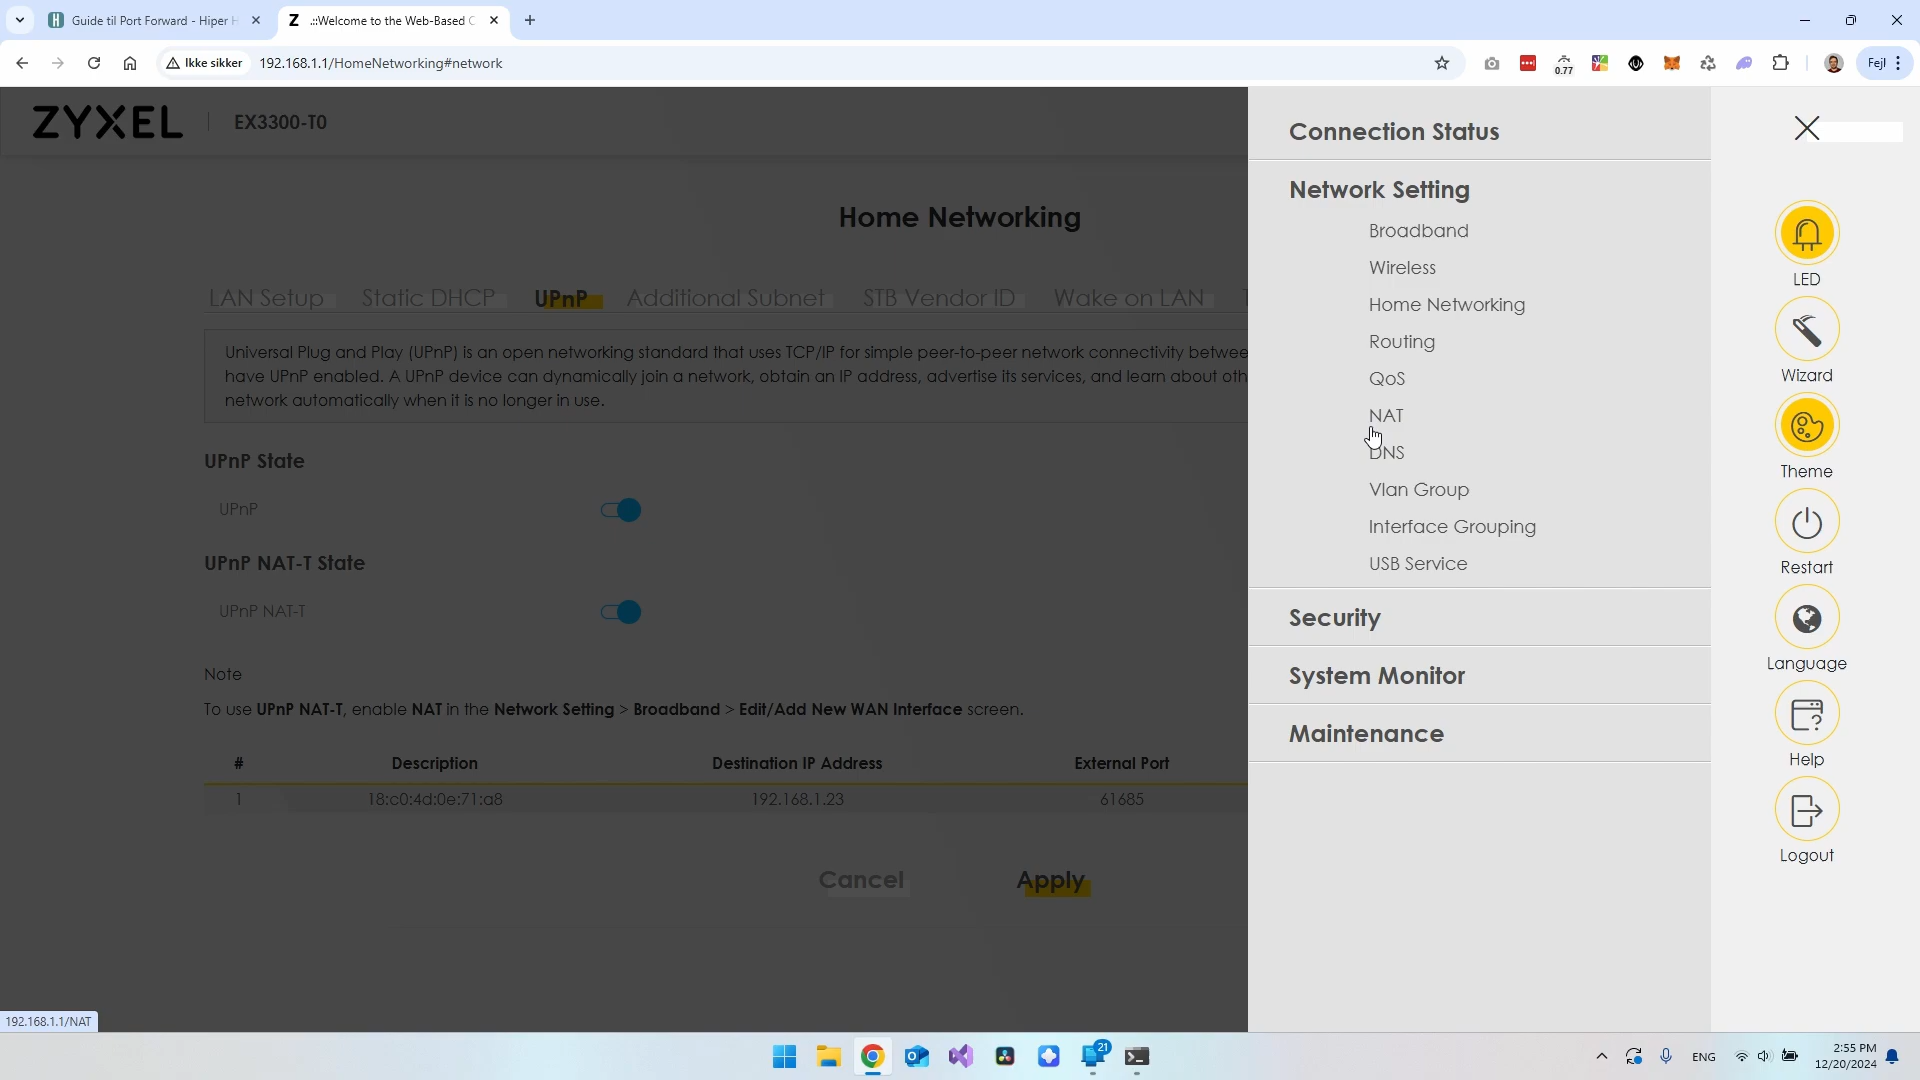 Guide til Port Forward - Hiper H
Z .::Welcome to the Web-Based C
Ikke sikker
192.168.1.1/HomeNetworking#network
0.77
Fejl
ZYXEL
EX3300-T0
Home Networking
LAN Setup
Static DHCP
UPnP
Additional Subnet
STB Vendor ID
Wake on LAN
Universal Plug and Play (UPnP) is an open networking standard that uses TCP/IP for simple peer-to-peer network connectivity betwee
have UPnP enabled. A UPnP device can dynamically join a network, obtain an IP address, advertise its services, and learn about oth
network automatically when it is no longer in use.
UPnP State
UPnP
UPnP NAT-T State
UPnP NAT-T
Note
To use UPnP NAT-T, enable NAT in the Network Setting > Broadband > Edit/Add New WAN Interface screen.
# Description Destination IP Address External Port
1 18:c0:4d:0e:71:a8 192.168.1.23 61685
Cancel
Apply
Connection Status
Network Setting
Broadband
Wireless
Home Networking
Routing
QoS
NAT
DNS
Vlan Group
Interface Grouping
USB Service
Security
System Monitor
Maintenance
LED
Wizard
Theme
Restart
Language
Help
Logout
192.168.1.1/NAT
21
ENG
2:55 PM
12/20/2024